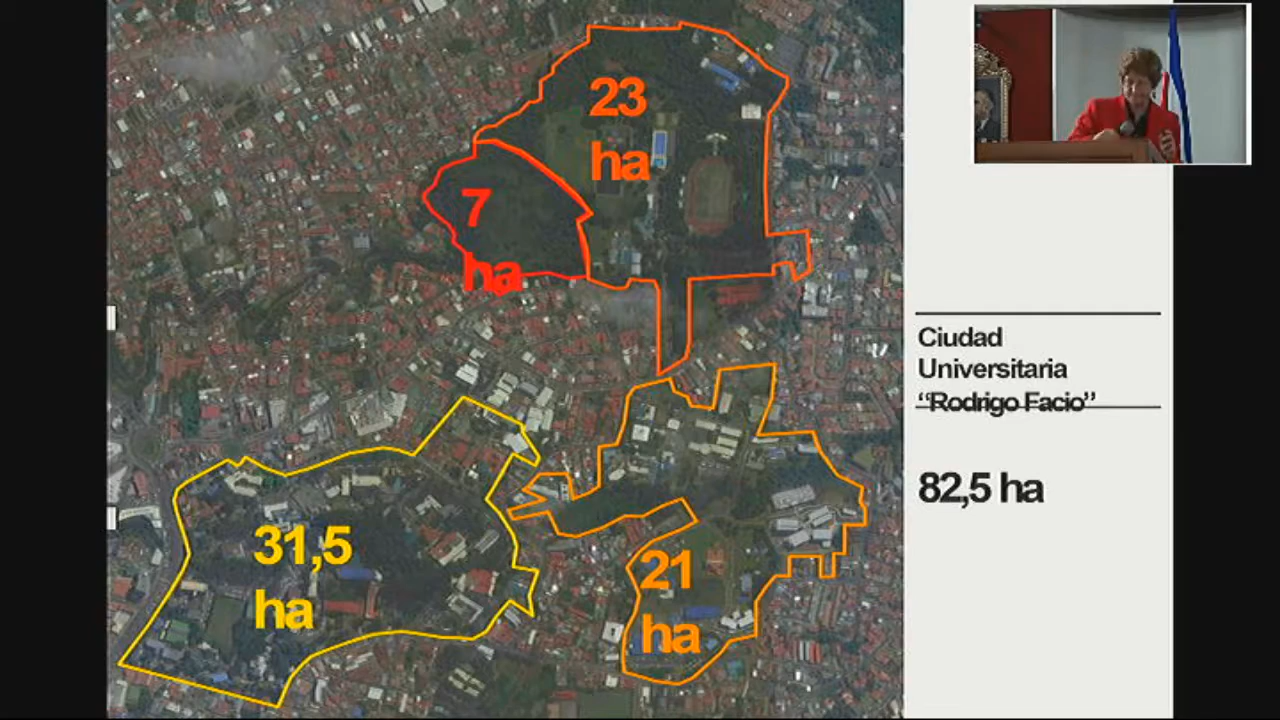 23
ha
7
ha
31,5
ha
21
ha
Ciudad
Universitaria
“Rodrigo Facio”
82,5 ha